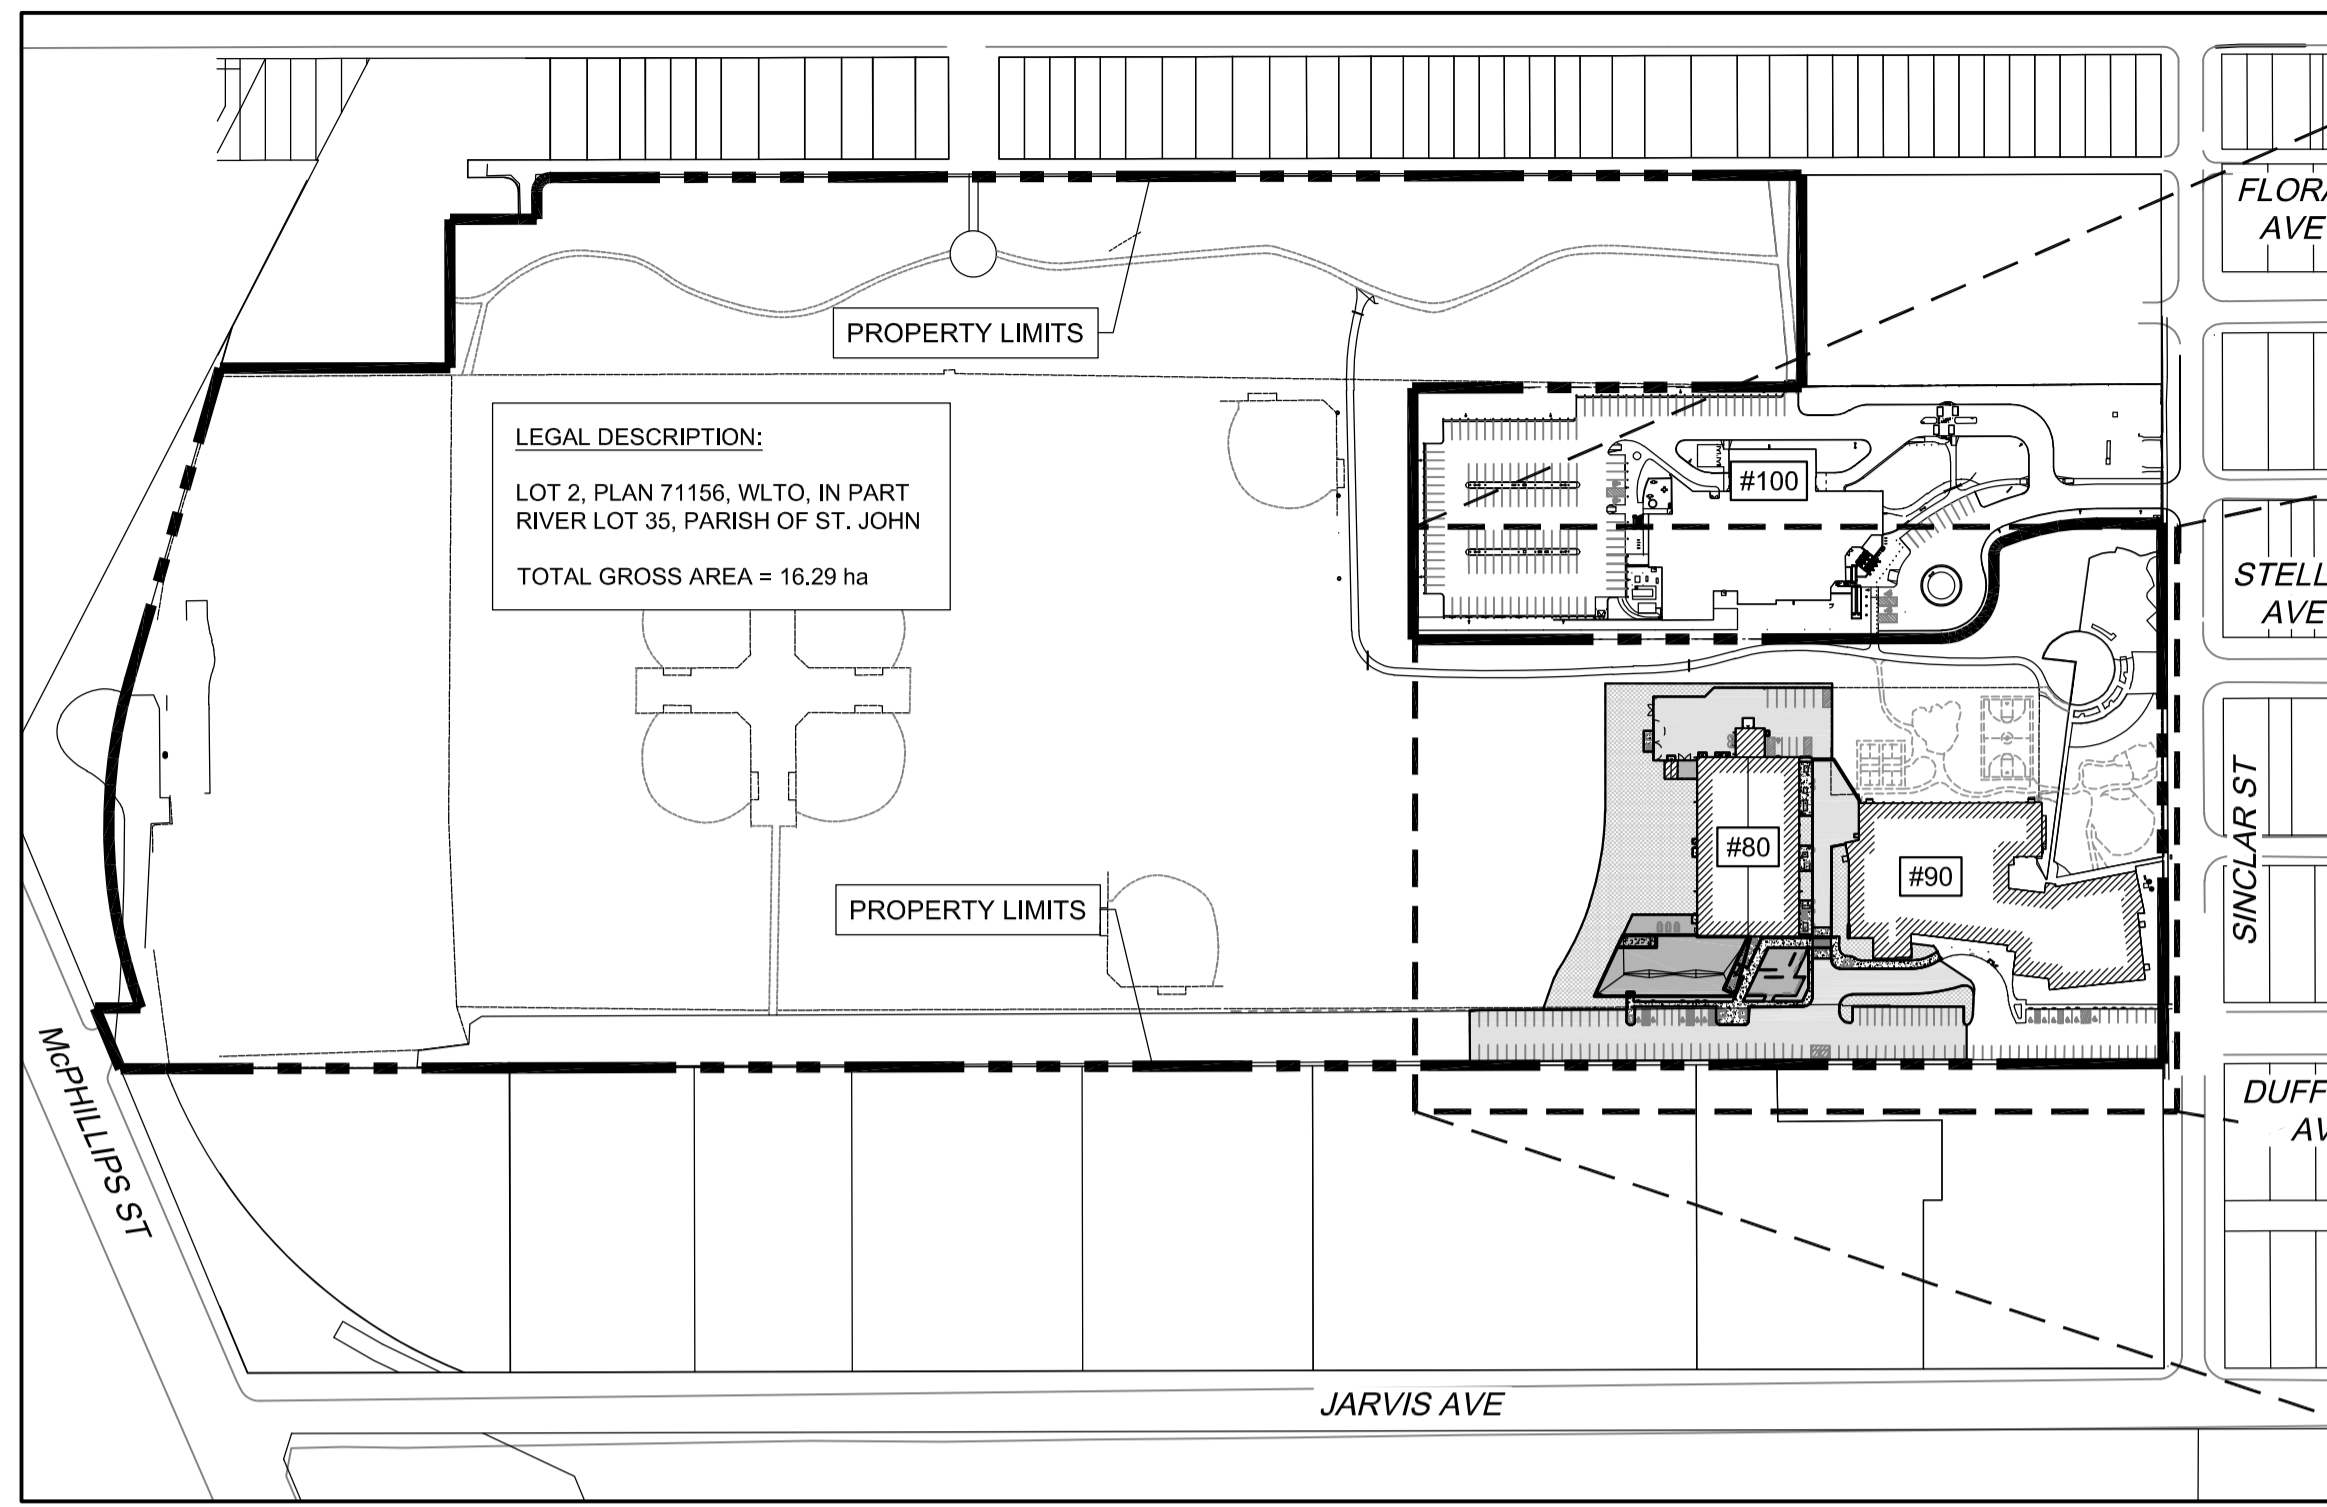 FLORA
AVE
PROPERTY LIMITS
LEGAL DESCRIPTION:
LOT 2, PLAN 71156, WLTO, IN PART
RIVER LOT 35, PARISH OF ST. JOHN
TOTAL GROSS AREA = 16.29 ha
#100
STELL
AVE
#80
#90
SINCLAR ST
PROPERTY LIMITS
McPHILLIPS ST
DUFF
AV
JARVIS AVE